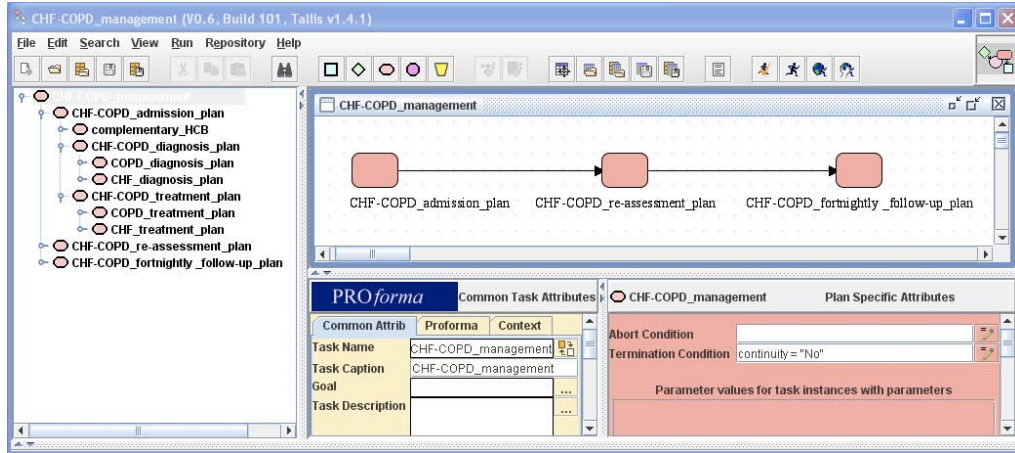 CHF-COPD_management (V0.6, Build 101, Tallis v1.4.1)
File Edit Search View Run Repository Help
CHF-COPD_management
CHF-COPD_admission_plan
complementary_HCB
CHF-COPD_diagnosis_plan
COPD_diagnosis_plan
CHF_diagnosis_plan
CHF-COPD_treatment_plan
COPD_treatment_plan
CHF_treatment_plan
CHF-COPD_re-assessment_plan
CHF-COPD_fortnightly _follow-up_plan
CHF-COPD_management
CHF-COPD_admission_plan CHF-COPD_re-assessment_plan CHF-COPD_fortnightly _follow-up_plan
PROforma Common Task Attributes
Common Attrib Proforma Context
Task Name CHF-COPD_management
Task Caption CHF-COPD_management
Goal ...
Task Description ...
CHF-COPD_management Plan Specific Attributes
Abort Condition
Termination Condition continuity = "No"
Parameter values for task instances with parameters